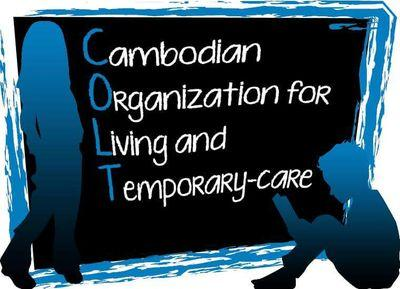 Cambodian
Organization for
Living and
Temporary-care